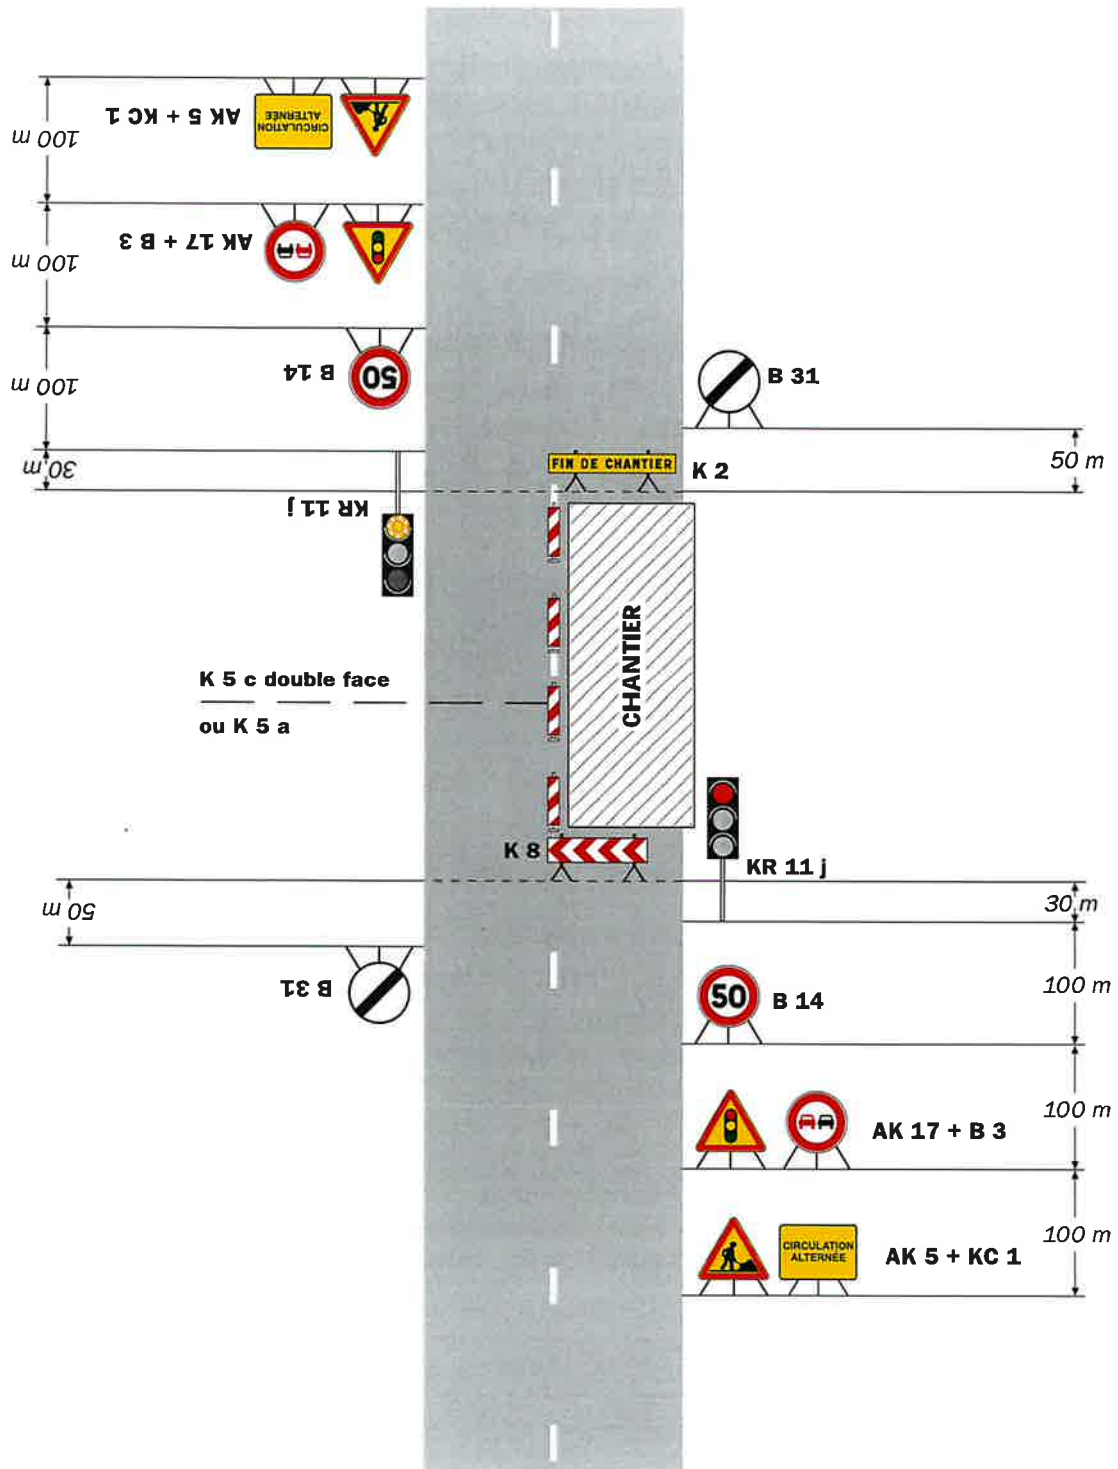 100 m
AK 5 + KC 1
CIRCULATION
ALTERNÉE
100 m
AK 17 + B 3
100 m
B 14
50
B 31
30 m
KR 11 j
FIN DE CHANTIER
K 2
50 m
CHANTIER
K 5 c double face
ou K 5 a
K 8
KR 11 j
50 m
30 m
B 31
50
B 14
100 m
AK 17 + B 3
100 m
CIRCULATION
ALTERNÉE
AK 5 + KC 1
100 m